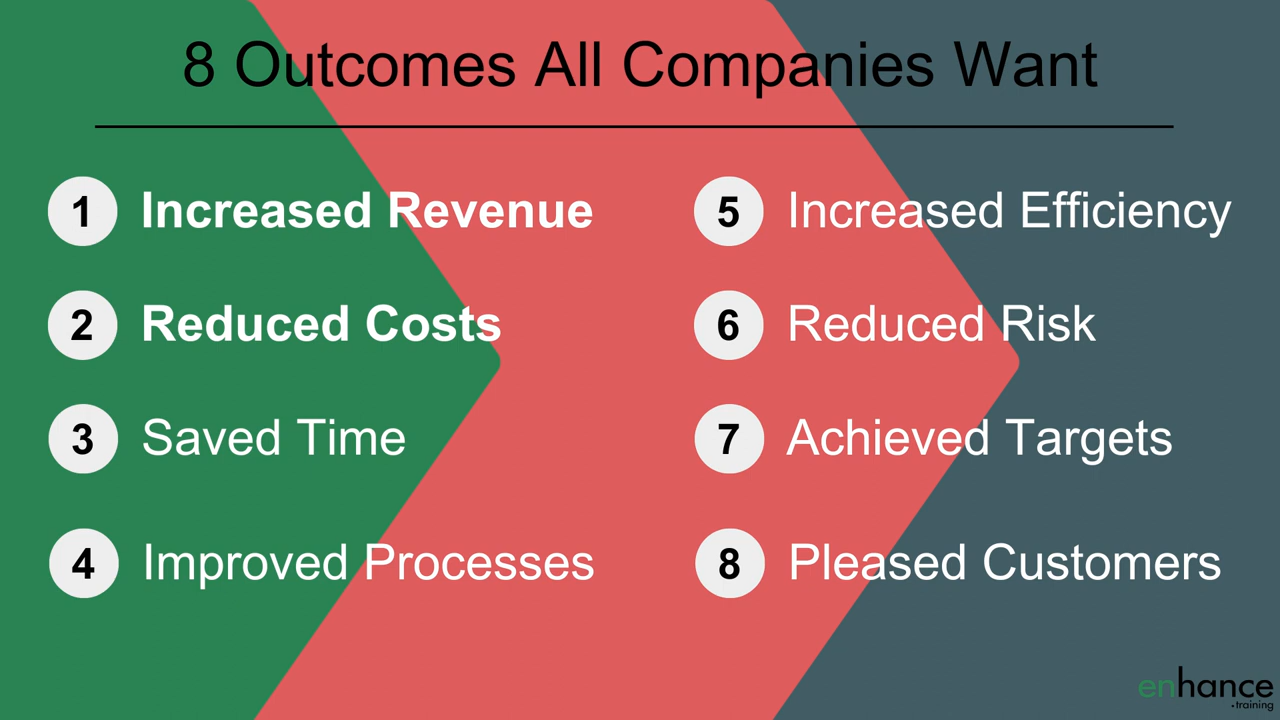 8 Outcomes All Companies Want
1 Increased Revenue
2 Reduced Costs
3 Saved Time
4 Improved Processes
5 Increased Efficiency
6 Reduced Risk
7 Achieved Targets
8 Pleased Customers
enhance
.training